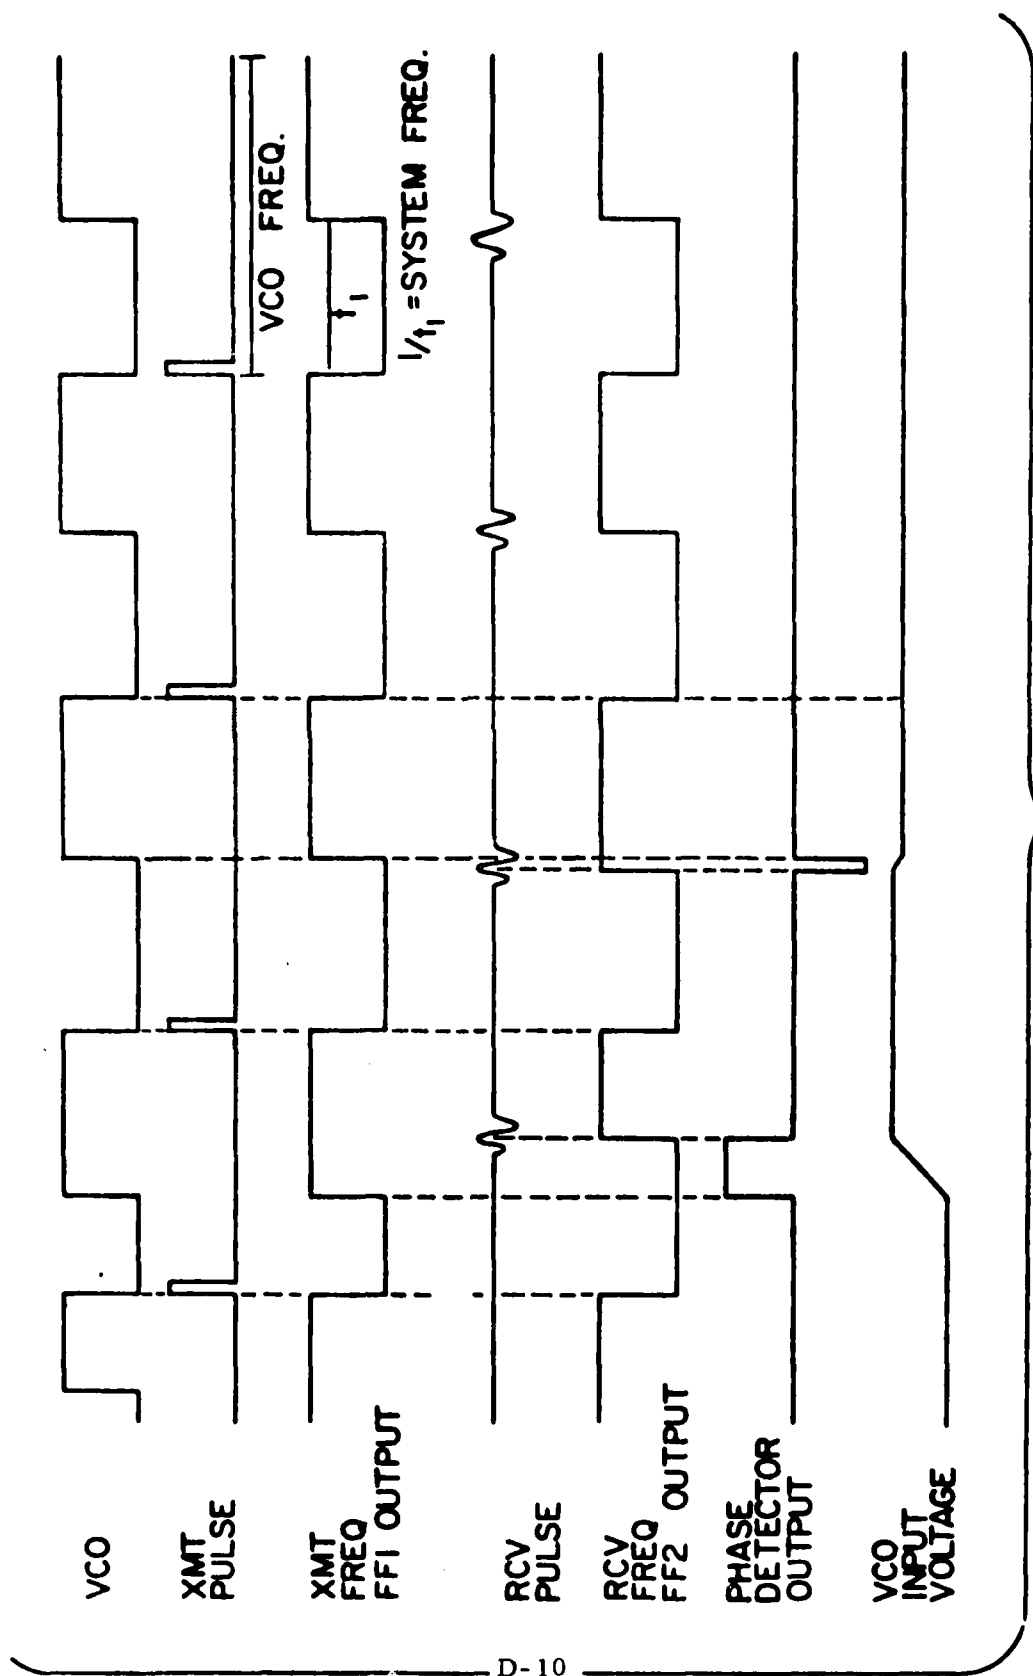 VCO
XMT
PULSE
VCO FREQ.
XMT
FREQ
FF1 OUTPUT
t1
1/t1 = SYSTEM FREQ.
RCV
PULSE
RCV
FREQ
FF2 OUTPUT
PHASE
DETECTOR
OUTPUT
VCO
INPUT
VOLTAGE
D-10